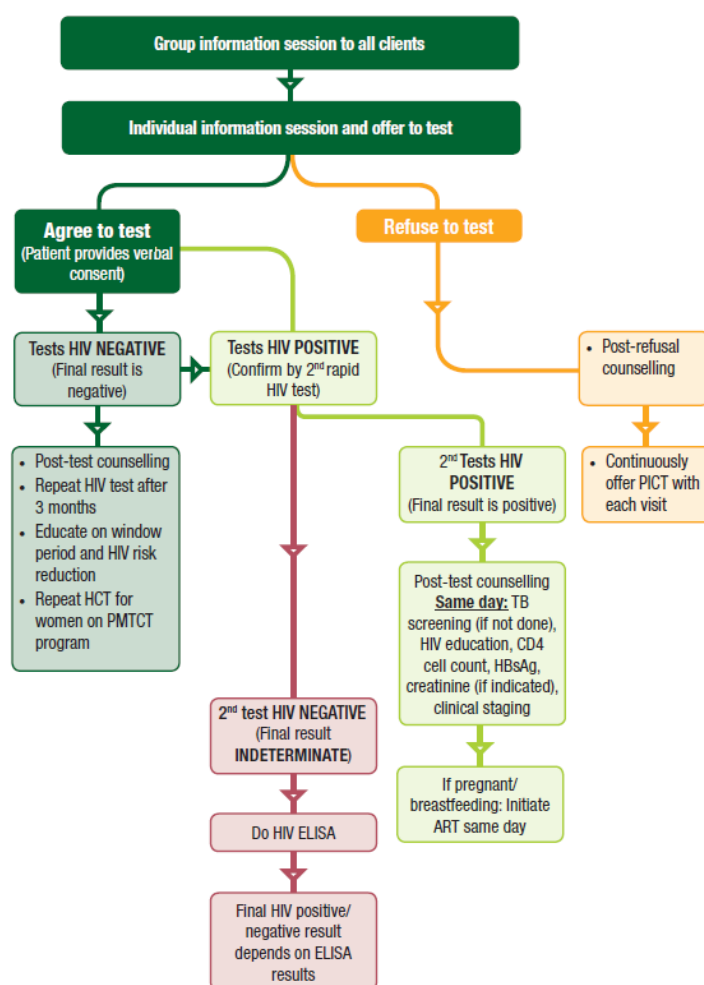 Group information session to all clients
Individual information session and offer to test
Agree to test
(Patient provides verbal
consent)
Refuse to test
Tests HIV NEGATIVE
(Final result is
negative)
Tests HIV POSITIVE
(Confirm by 2nd rapid
HIV test)
• Post-refusal
counselling
• Post-test counselling
• Repeat HIV test after
3 months
• Educate on window
period and HIV risk
reduction
• Repeat HCT for
women on PMTCT
program
2nd Tests HIV
POSITIVE
(Final result is positive)
• Continuously
offer PICT with
each visit
Post-test counselling
Same day: TB
screening (if not done),
HIV education, CD4
cell count, HBsAg,
creatinine (if indicated),
clinical staging
2nd test HIV NEGATIVE
(Final result
INDETERMINATE)
If pregnant/
breastfeeding: Initiate
ART same day
Do HIV ELISA
Final HIV positive/
negative result
depends on ELISA
results